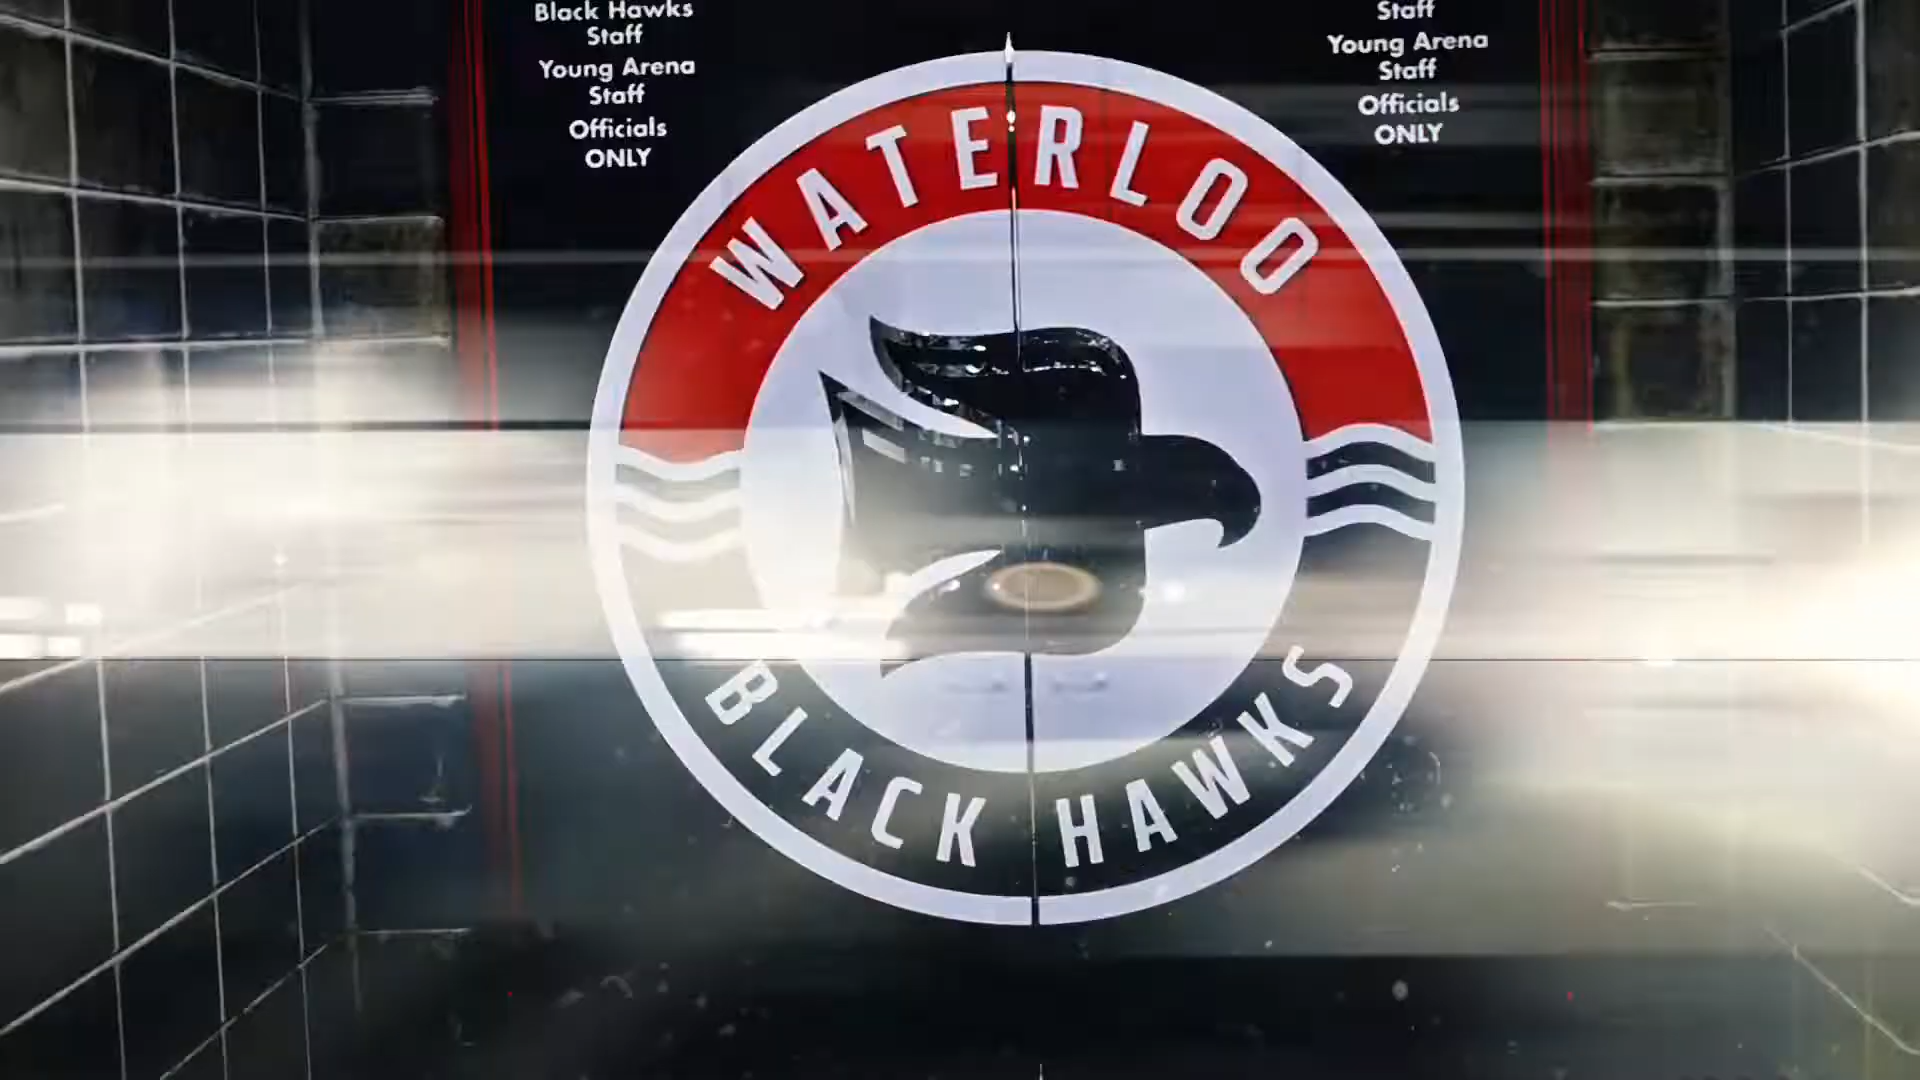 Black Hawks
Staff
Young Arena
Staff
Officials
ONLY
Staff
Young Arena
Staff
Officials
ONLY
WATERLOO
BLACK HAWKS